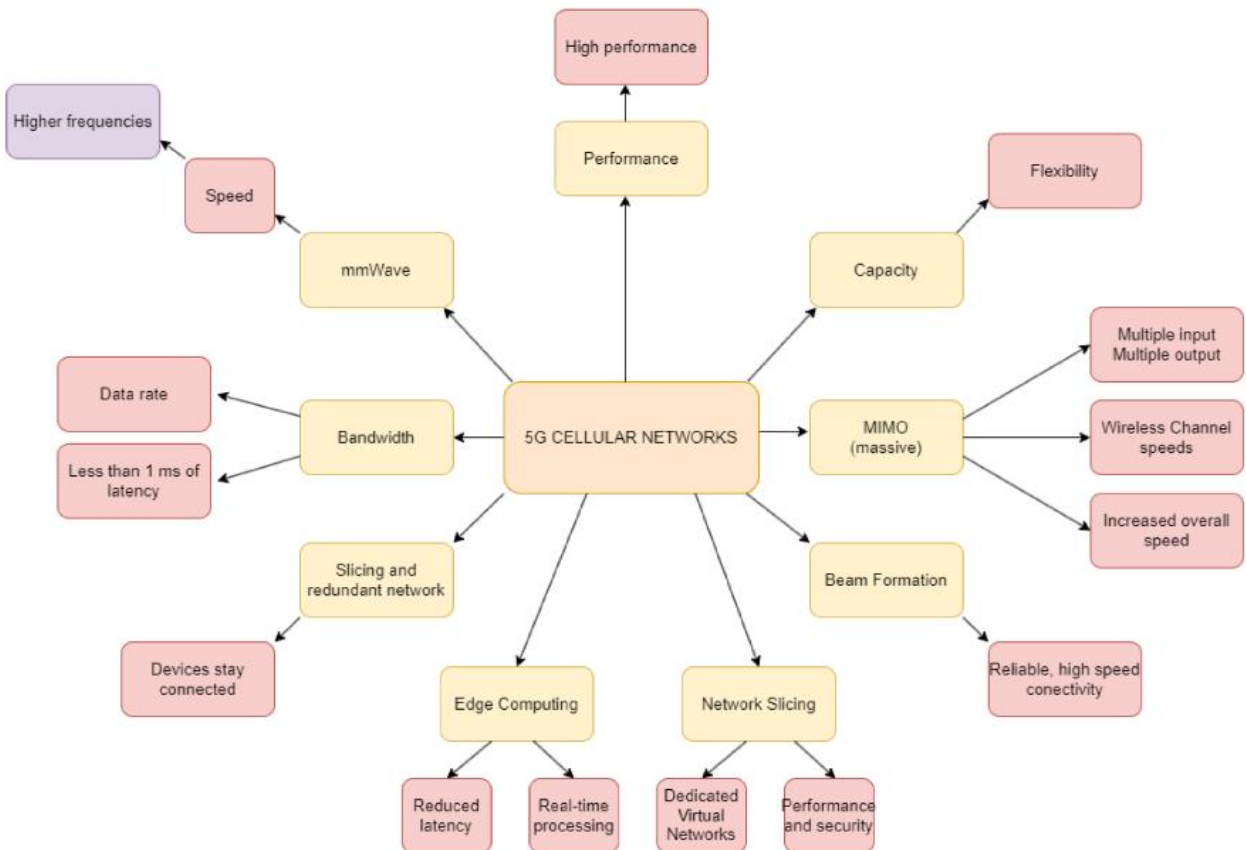 High performance
Higher frequencies
Performance
Flexibility
Speed
mmWave
Capacity
Multiple input
Multiple output
Data rate
Bandwidth
5G CELLULAR NETWORKS
MIMO
(massive)
Wireless Channel
speeds
Less than 1 ms of
latency
Increased overall
speed
Slicing and
redundant network
Beam Formation
Devices stay
connected
Reliable, high speed
conectivity
Edge Computing
Network Slicing
Reduced
latency
Real-time
processing
Dedicated
Virtual
Networks
Performance
and security